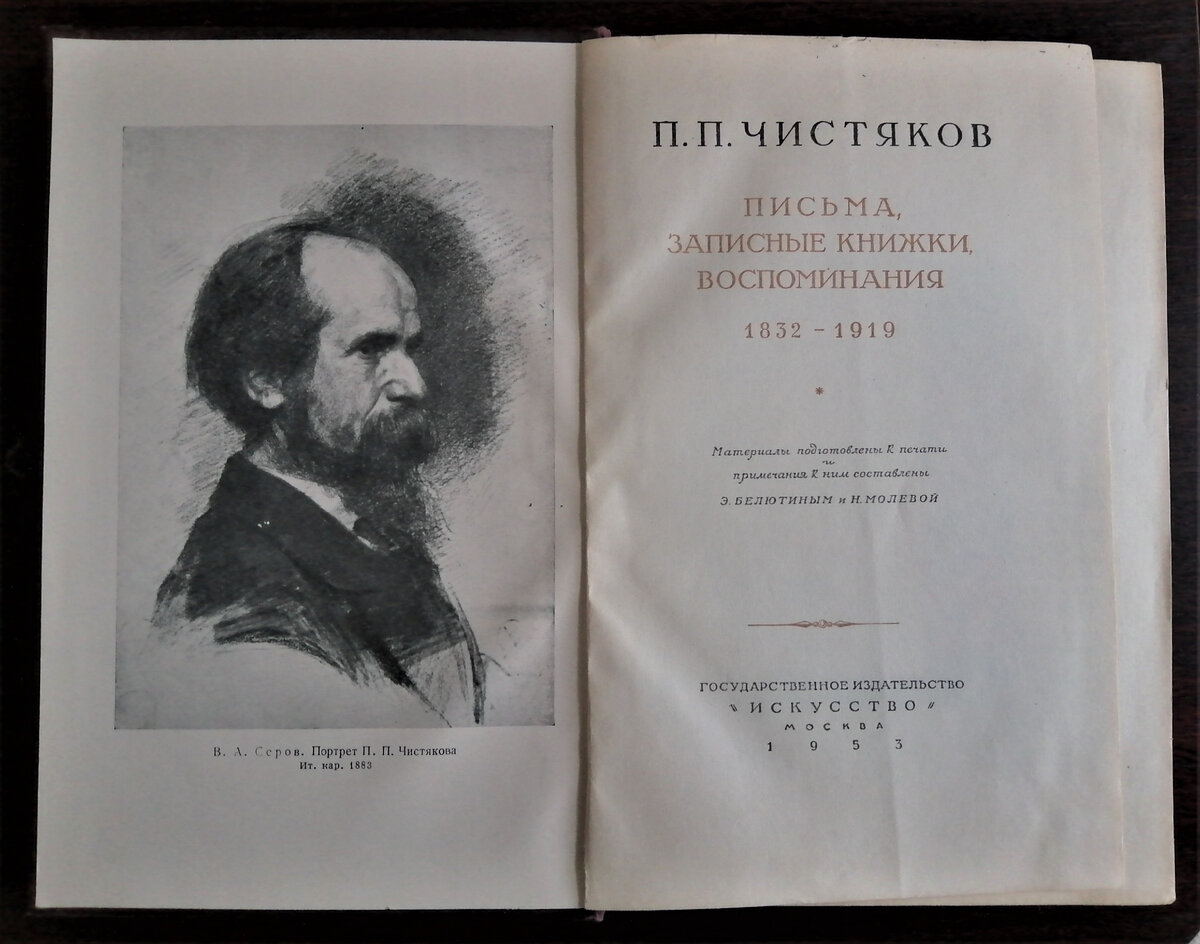 В. А. Серов. Портрет П. П. Чистякова
Ит. кар. 1883
П. П. ЧИСТЯКОВ
ПИСЬМА,
ЗАПИСНЫЕ КНИЖКИ,
ВОСПОМИНАНИЯ
1832 – 1919
*
Материалы подготовлены к печати
и
примечания к ним составлены
Э. БЕЛЮТИНЫМ и Н. МОЛЕВОЙ
ГОСУДАРСТВЕННОЕ ИЗДАТЕЛЬСТВО
"ИСКУССТВО"
МОСКВА
1953